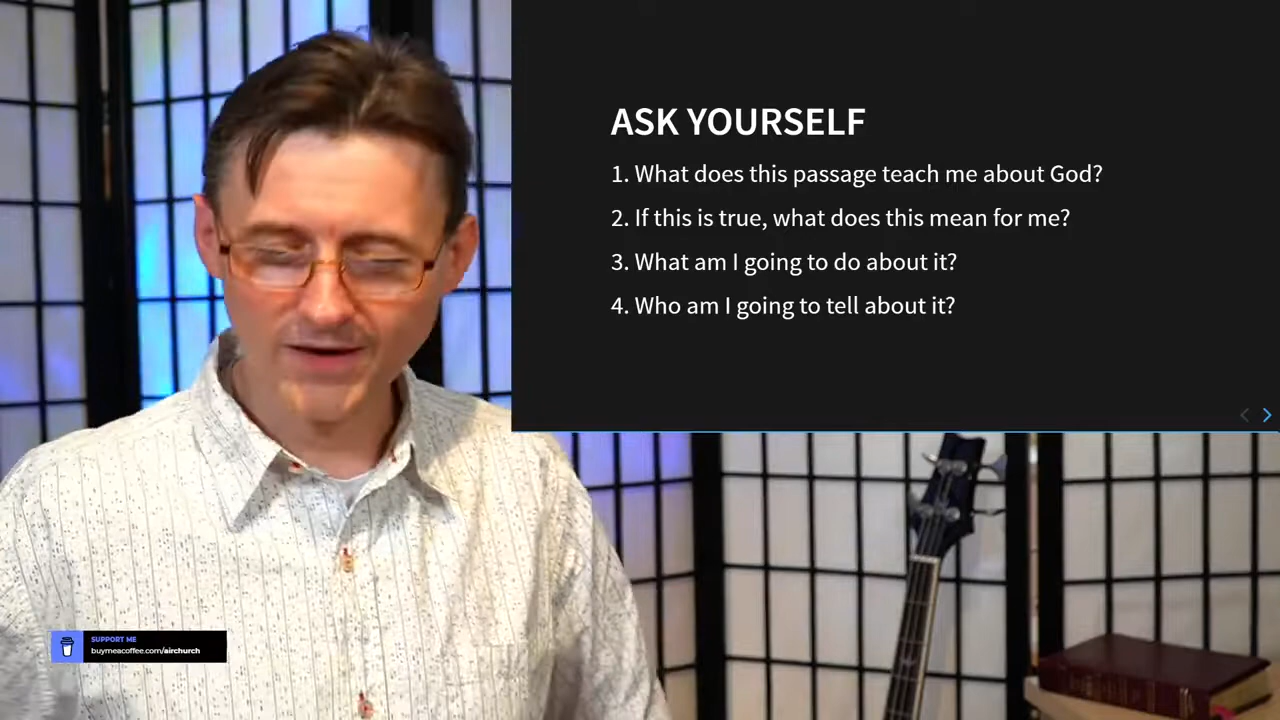 ASK YOURSELF
1. What does this passage teach me about God?
2. If this is true, what does this mean for me?
3. What am I going to do about it?
4. Who am I going to tell about it?
SUPPORT ME
buymeacoffee.com/airchurch